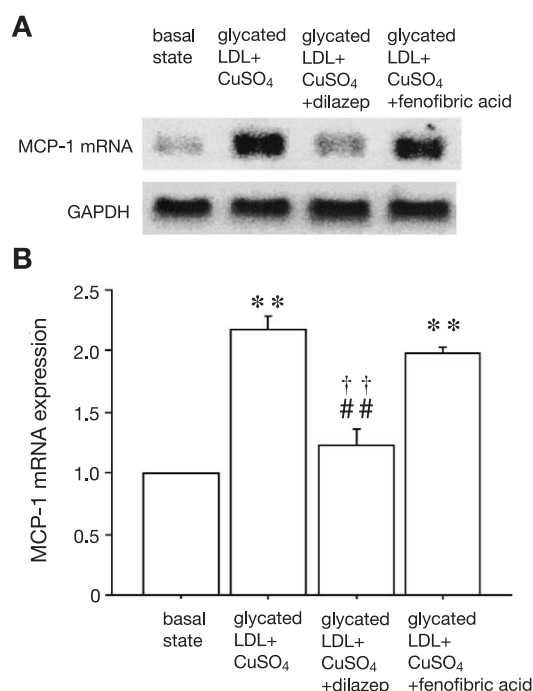 A
basal
state
glycated
LDL+
CuSO₄
glycated
LDL+
CuSO₄
+dilazep
glycated
LDL+
CuSO₄
+fenofibric acid
MCP-1 mRNA
GAPDH
B
MCP-1 mRNA expression
2.5
2.0
1.5
1.0
0.5
0
**
††
##
**
basal
state
glycated
LDL+
CuSO₄
glycated
LDL+
CuSO₄
+dilazep
glycated
LDL+
CuSO₄
+fenofibric acid